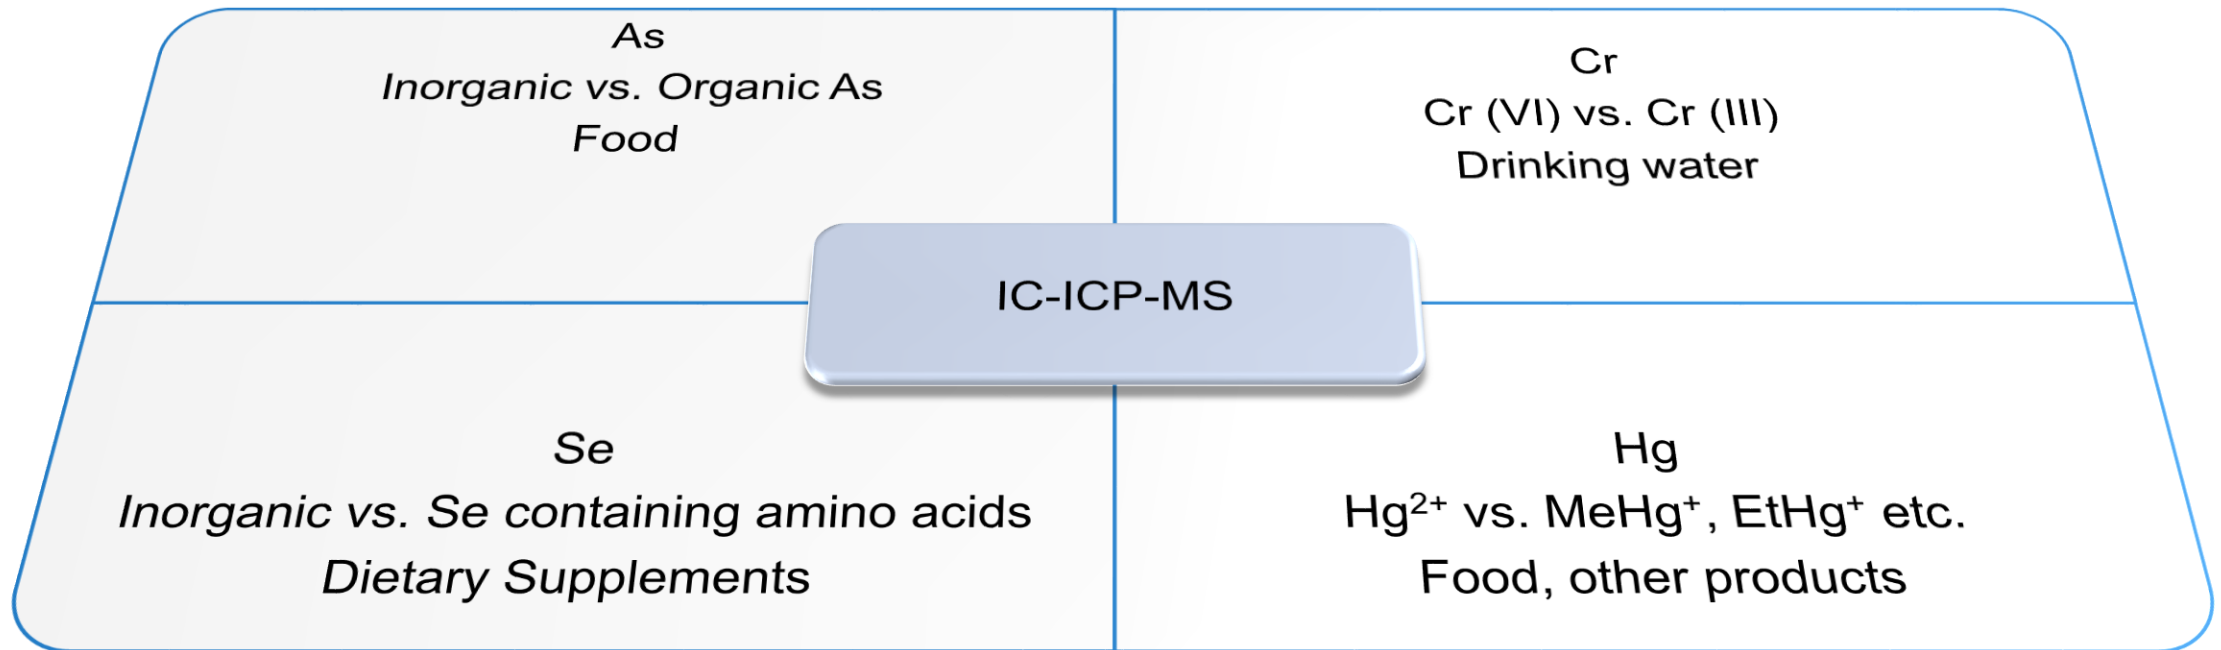 As
Inorganic vs. Organic As
Food
Cr
Cr (VI) vs. Cr (III)
Drinking water
IC-ICP-MS
Se
Inorganic vs. Se containing amino acids
Dietary Supplements
Hg
Hg²⁺ vs. MeHg⁺, EtHg⁺ etc.
Food, other products